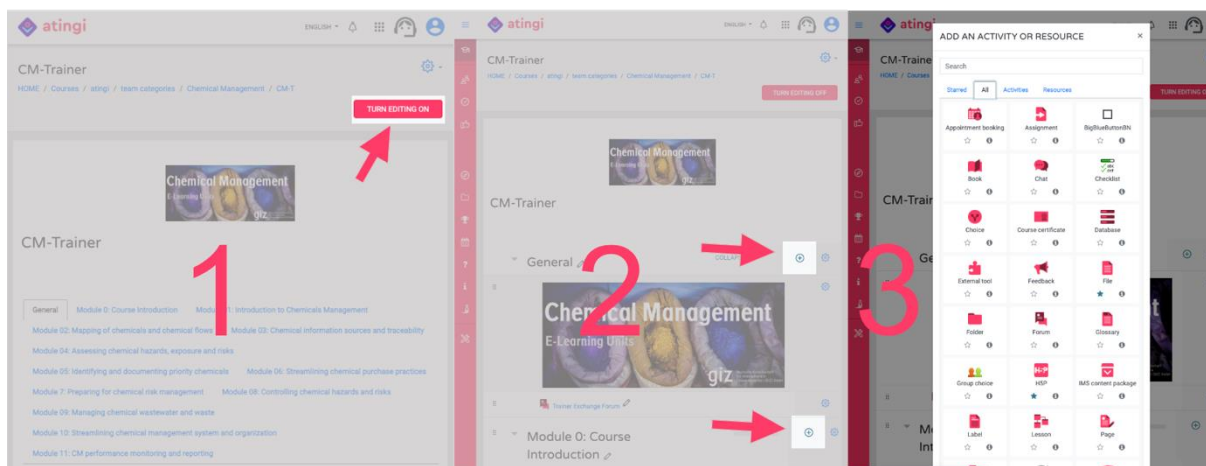 atingi
ENGLISH
CM-Trainer
HOME / Courses / atingi / team categories / Chemical Management / CM-T
TURN EDITING ON
Chemical Management
E-Learning Units
giz
CM-Trainer
1
General Module 0: Course Introduction Module 01: Introduction to Chemicals Management
Module 02: Mapping of chemicals and chemical flows Module 03: Chemical information sources and traceability
Module 04: Assessing chemical hazards, exposure and risks
Module 05: Identifying and documenting priority chemicals Module 06: Streamlining chemical purchase practices
Module 7: Preparing for chemical risk management Module 08: Controlling chemical hazards and risks
Module 09: Managing chemical wastewater and waste
Module 10: Streamlining chemical management system and organization
Module 11: CM performance monitoring and reporting
atingi
ENGLISH
CM-Trainer
HOME / Courses / atingi / team categories / Chemical Management / CM-T
TURN EDITING OFF
Chemical Management
E-Learning Units
giz
CM-Trainer
2
General
COLLAP
Chemical Management
E-Learning Units
giz
Trainer Exchange Forum
Module 0: Course
Introduction
atingi
CM-Traine
HOME / Courses
TURN EDITING O
CM-Train
3
Ge
Mo
Int
ADD AN ACTIVITY OR RESOURCE ×
Search
Starred All Activities Resources
Appointment booking Assignment BigBlueButtonBN
Book Chat Checklist
Choice Course certificate Database
External tool Feedback File
Folder Forum Glossary
Group choice H5P IMS content package
Label Lesson Page